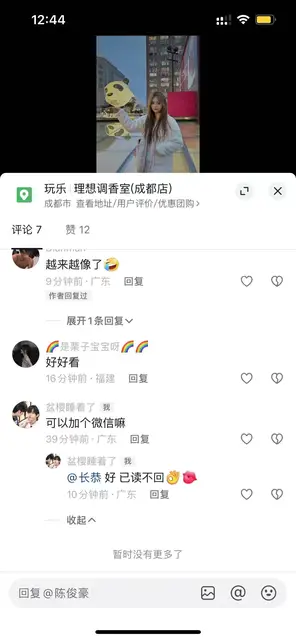 12:44
玩乐 理想调香室(成都店)
成都市 查看地址/用户评价/优惠团购>
评论 7 赞 12
越来越像了🤣
9分钟前 · 广东 回复
作者回复过
展开1条回复
🌈是栗子宝宝呀🌈🌈
好好看
16分钟前 · 福建 回复
盆樱睡着了 我
可以加个微信嘛
39分钟前 · 广东 回复
盆樱睡着了 我
@长恭 好 已读不回👌💋
10分钟前 · 广东 回复
收起
暂时没有更多了
回复 @陈俊豪